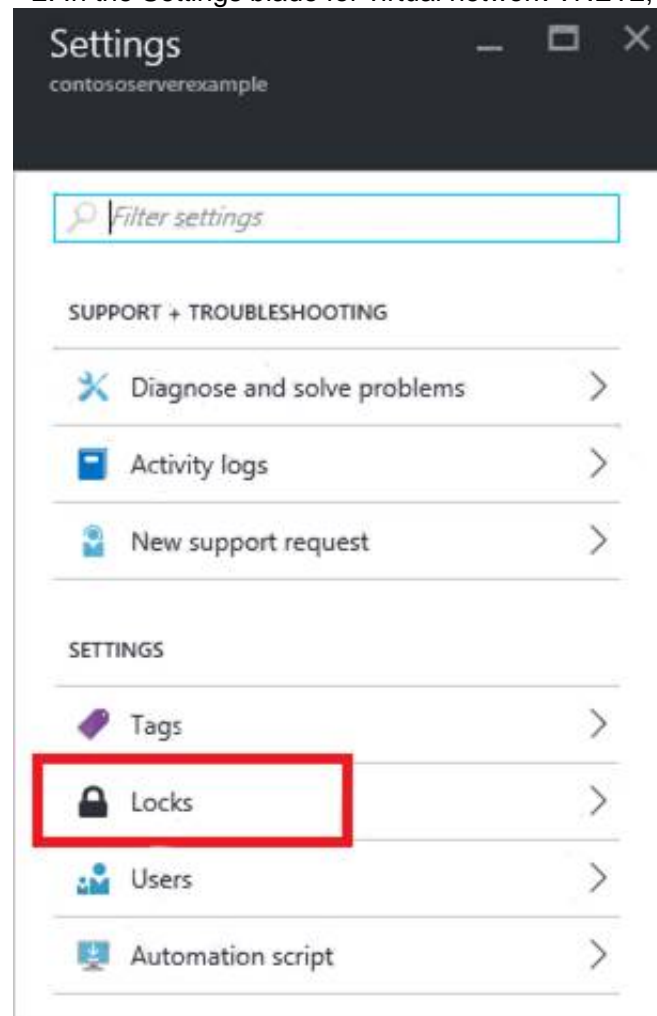 Settings
contososerverexample
Filter settings
SUPPORT + TROUBLESHOOTING
Diagnose and solve problems
Activity logs
New support request
SETTINGS
Tags
Locks
Users
Automation script